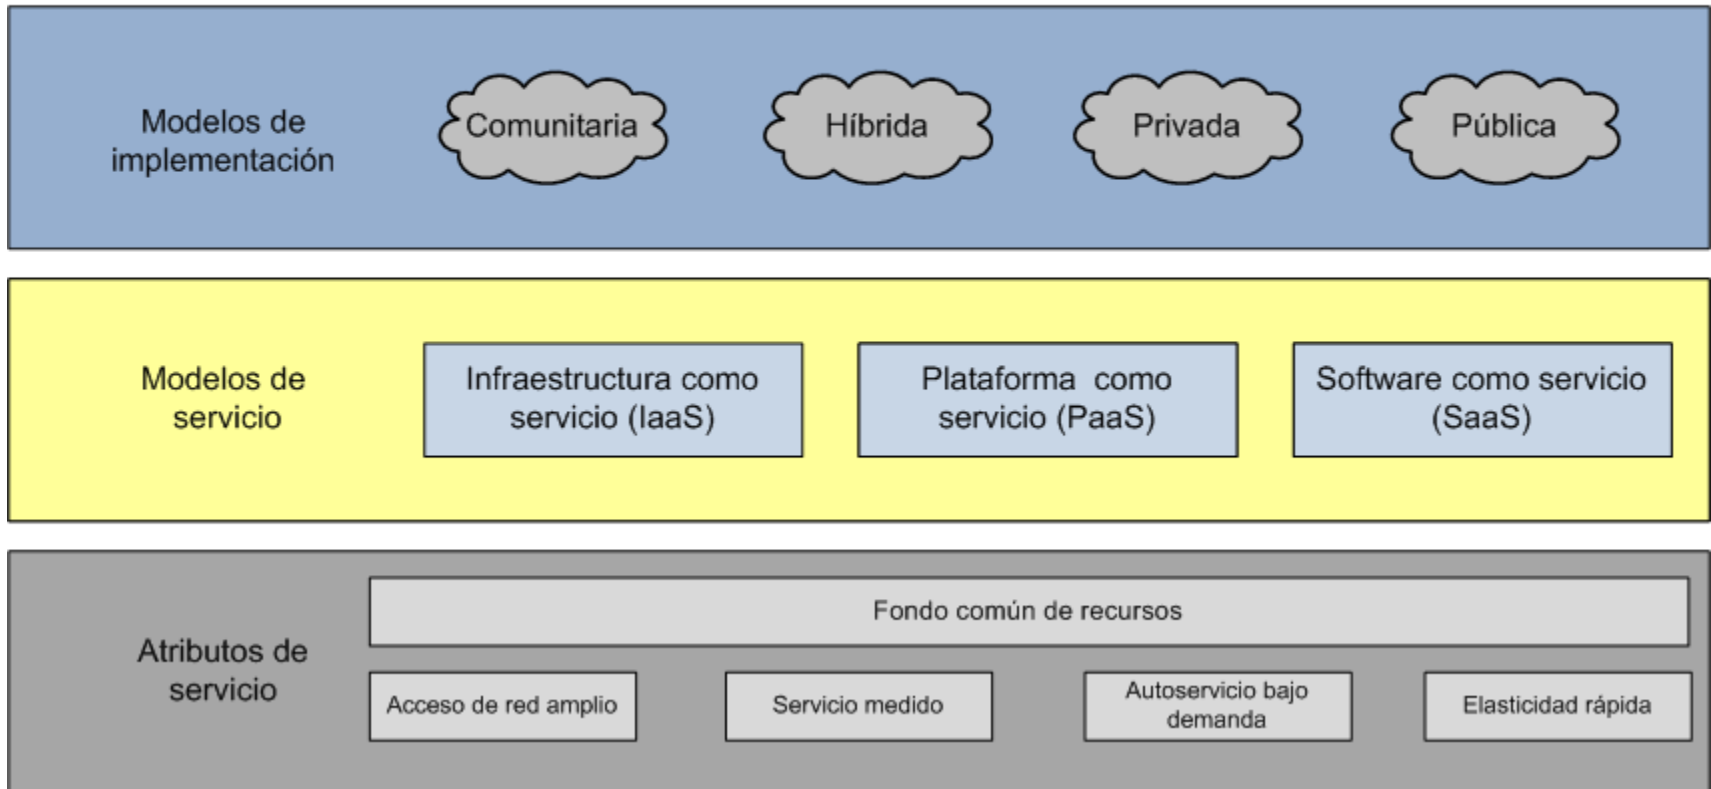 Modelos de
implementación
Comunitaria
Híbrida
Privada
Pública
Modelos de
servicio
Infraestructura como
servicio (IaaS)
Plataforma como
servicio (PaaS)
Software como servicio
(SaaS)
Atributos de
servicio
Fondo común de recursos
Acceso de red amplio
Servicio medido
Autoservicio bajo
demanda
Elasticidad rápida